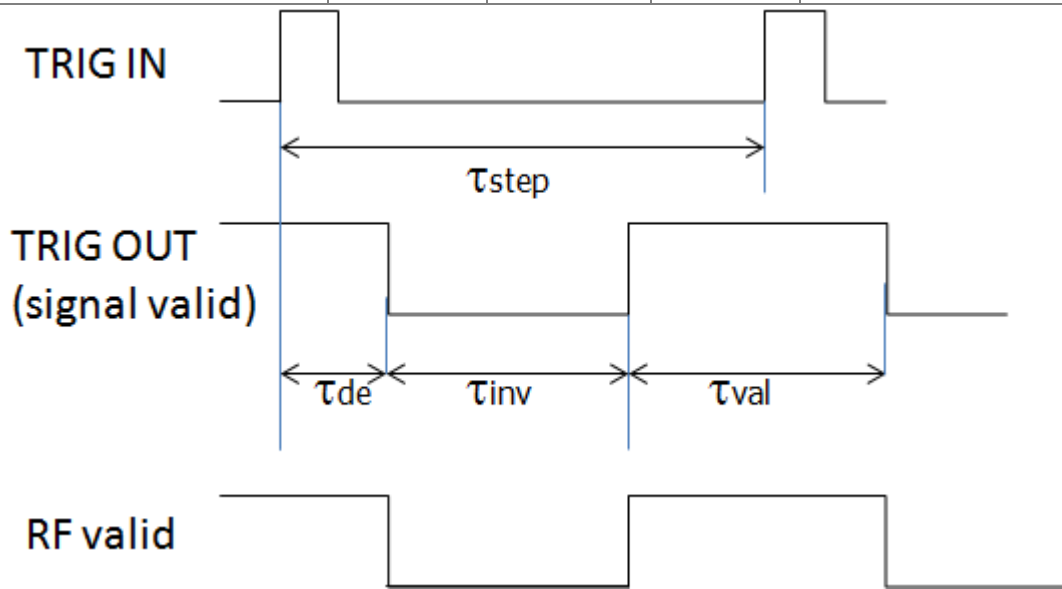 TRIG IN
τstep
TRIG OUT
(signal valid)
τde
τinv
τval
RF valid